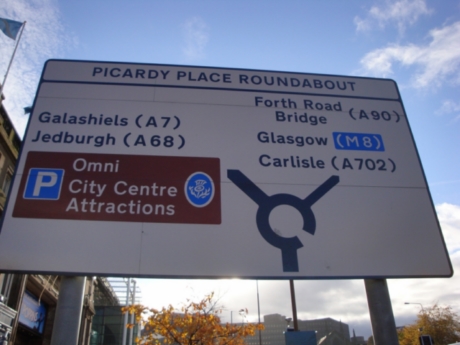 PICARDY PLACE ROUNDABOUT
Galashiels (A7)
Jedburgh (A68)
P
Omni
City Centre
Attractions
Forth Road
Bridge (A90)
Glasgow (M8)
Carlisle (A702)